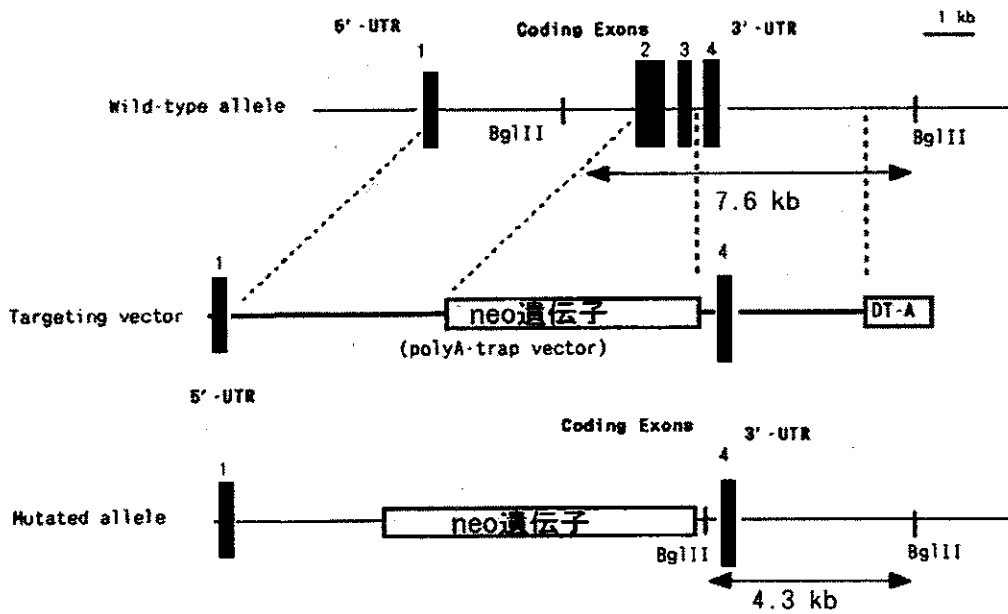 1 kb
5'-UTR Coding Exons 3'-UTR
1 2 3 4
Wild-type allele
BglII BglII
7.6 kb
1 4
Targeting vector neo遺伝子 DT-A
(polyA-trap vector)
5'-UTR
Coding Exons 3'-UTR
1 4
Mutated allele neo遺伝子
BglII BglII
4.3 kb